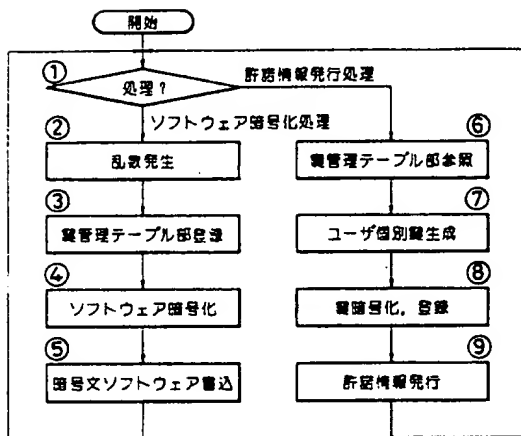 開始
① 処理？
許諾情報発行処理
ソフトウェア暗号化処理
② 乱数発生
③ 鍵管理テーブル部登録
④ ソフトウェア暗号化
⑤ 暗号文ソフトウェア書込
⑥ 鍵管理テーブル部参照
⑦ ユーザ個別鍵生成
⑧ 鍵暗号化，登録
⑨ 許諾情報発行